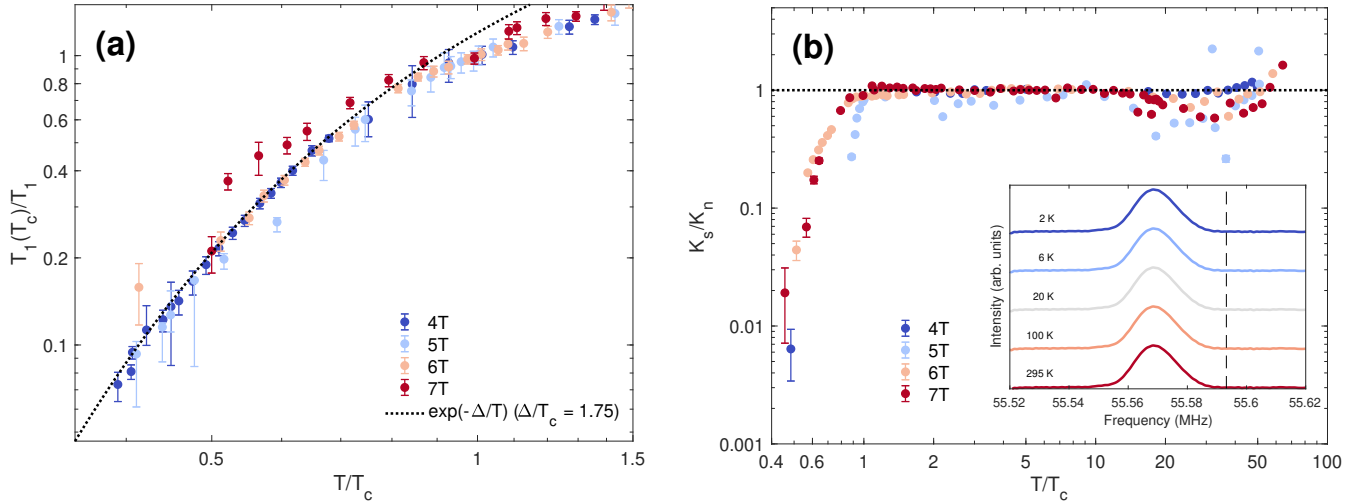 (a)
T1(Tc)/T1
1
0.8
0.6
0.4
0.2
0.1
4T
5T
6T
7T
exp(-Δ/T) (Δ/Tc = 1.75)
0.5
1
1.5
T/Tc
(b)
Ks/Kn
10
1
0.1
0.01
0.001
4T
5T
6T
7T
0.4
0.6
1
2
4
6
10
20
50
100
T/Tc
Intensity (arb. units)
2 K
6 K
20 K
100 K
295 K
55.52
55.54
55.56
55.58
55.6
55.62
Frequency (MHz)